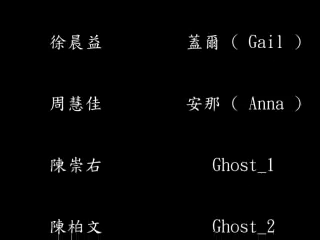 徐晨益 蓋爾 ( Gail )
周慧佳 安那 ( Anna )
陳崇右 Ghost_1
陳柏文 Ghost_2